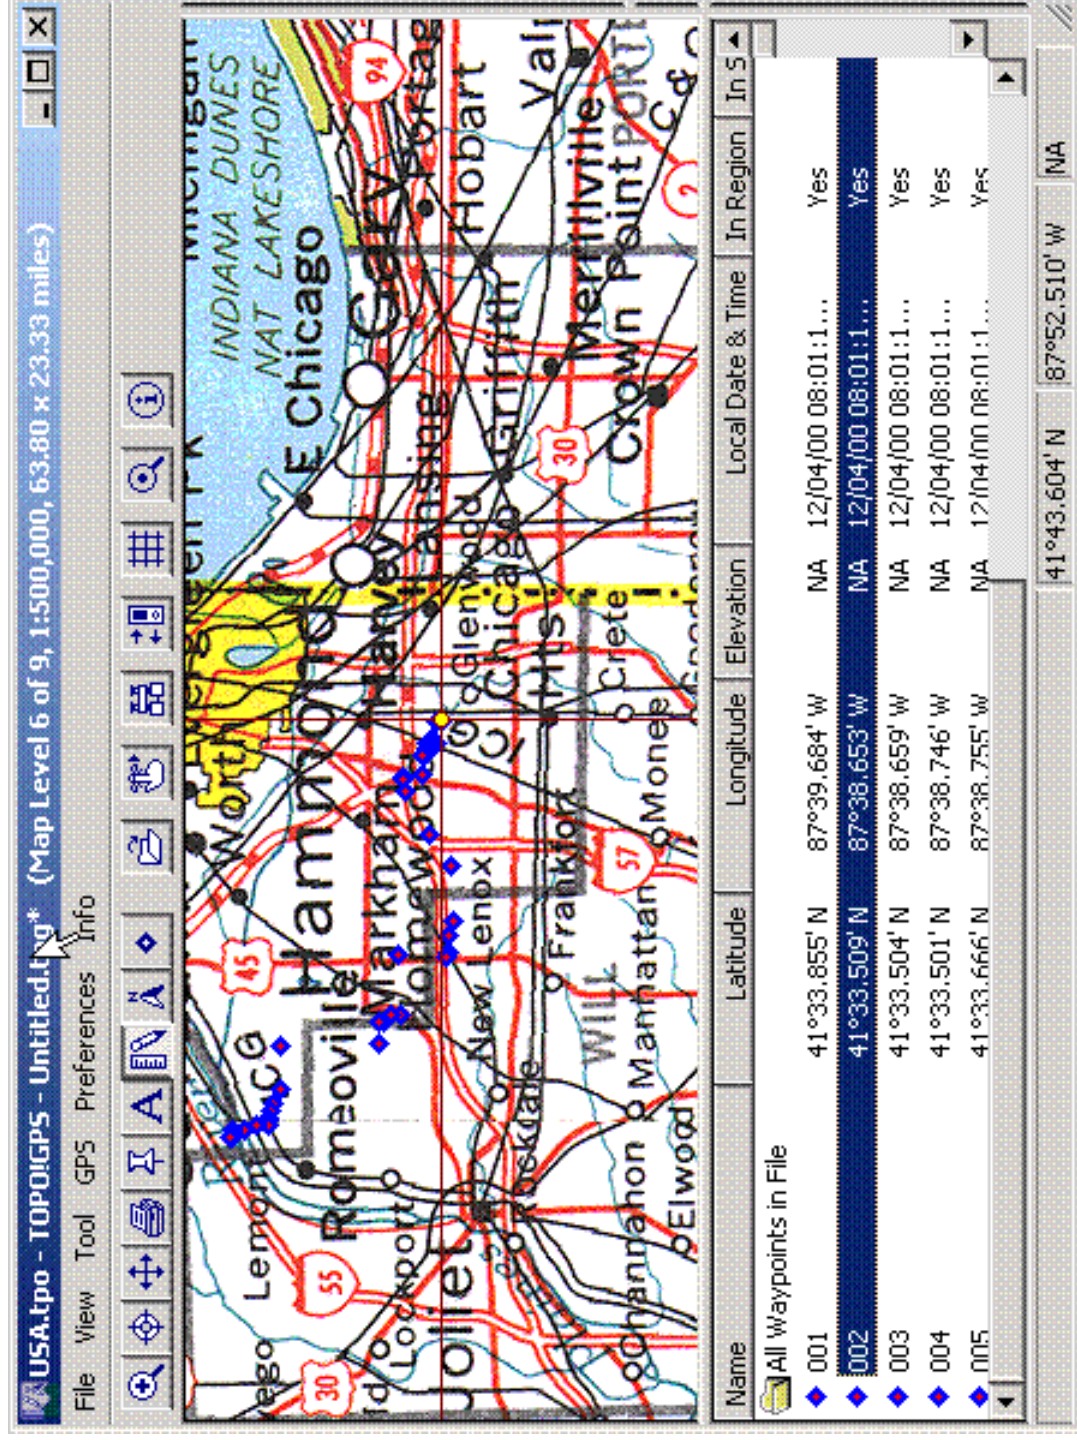 USA.tpo - TOPO!GPS - Untitled.tpg* (Map Level 6 of 9, 1:500,000, 63.80 x 23.33 miles)
File View Tool GPS Preferences Info
INDIANA DUNES
NAT LAKESHORE
E Chicago
Gary
94
Portag
Hobart
Val
PORT
Merrillville
Crown Point
2
C &
Worth
Hammond
Harvey
Lansing
Griffith
30
Glenwood
Chicago
Hts
Crete
45
Markham
Homewood
Romeoville
New Lenox
Frankfort
57
Monee
Manhattan
WILL
Lemont
55
Lockport
Joliet
Rockdale
30
Elwood
Name Latitude Longitude Elevation Local Date & Time In Region In S
All Waypoints in File
001 41°33.855' N 87°39.684' W NA 12/04/00 08:01:1... Yes
002 41°33.509' N 87°38.653' W NA 12/04/00 08:01:1... Yes
003 41°33.504' N 87°38.659' W NA 12/04/00 08:01:1... Yes
004 41°33.501' N 87°38.746' W NA 12/04/00 08:01:1... Yes
005 41°33.666' N 87°38.755' W NA 12/04/00 08:01:1... Yes
41°43.604' N 87°52.510' W NA